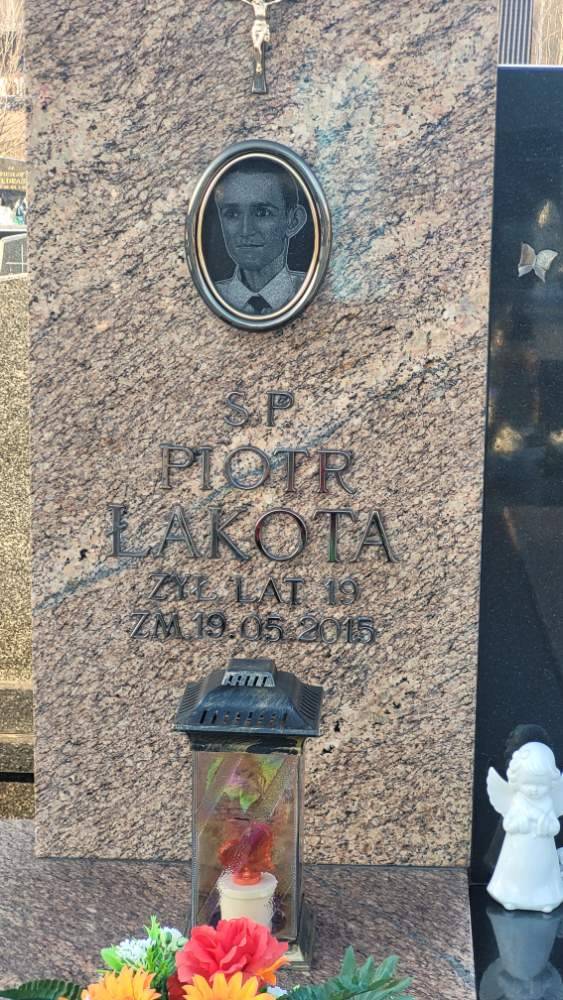 Ś P
PIOTR
ŁAKOTA
ŻYŁ LAT 19
ZM. 19.05.2015